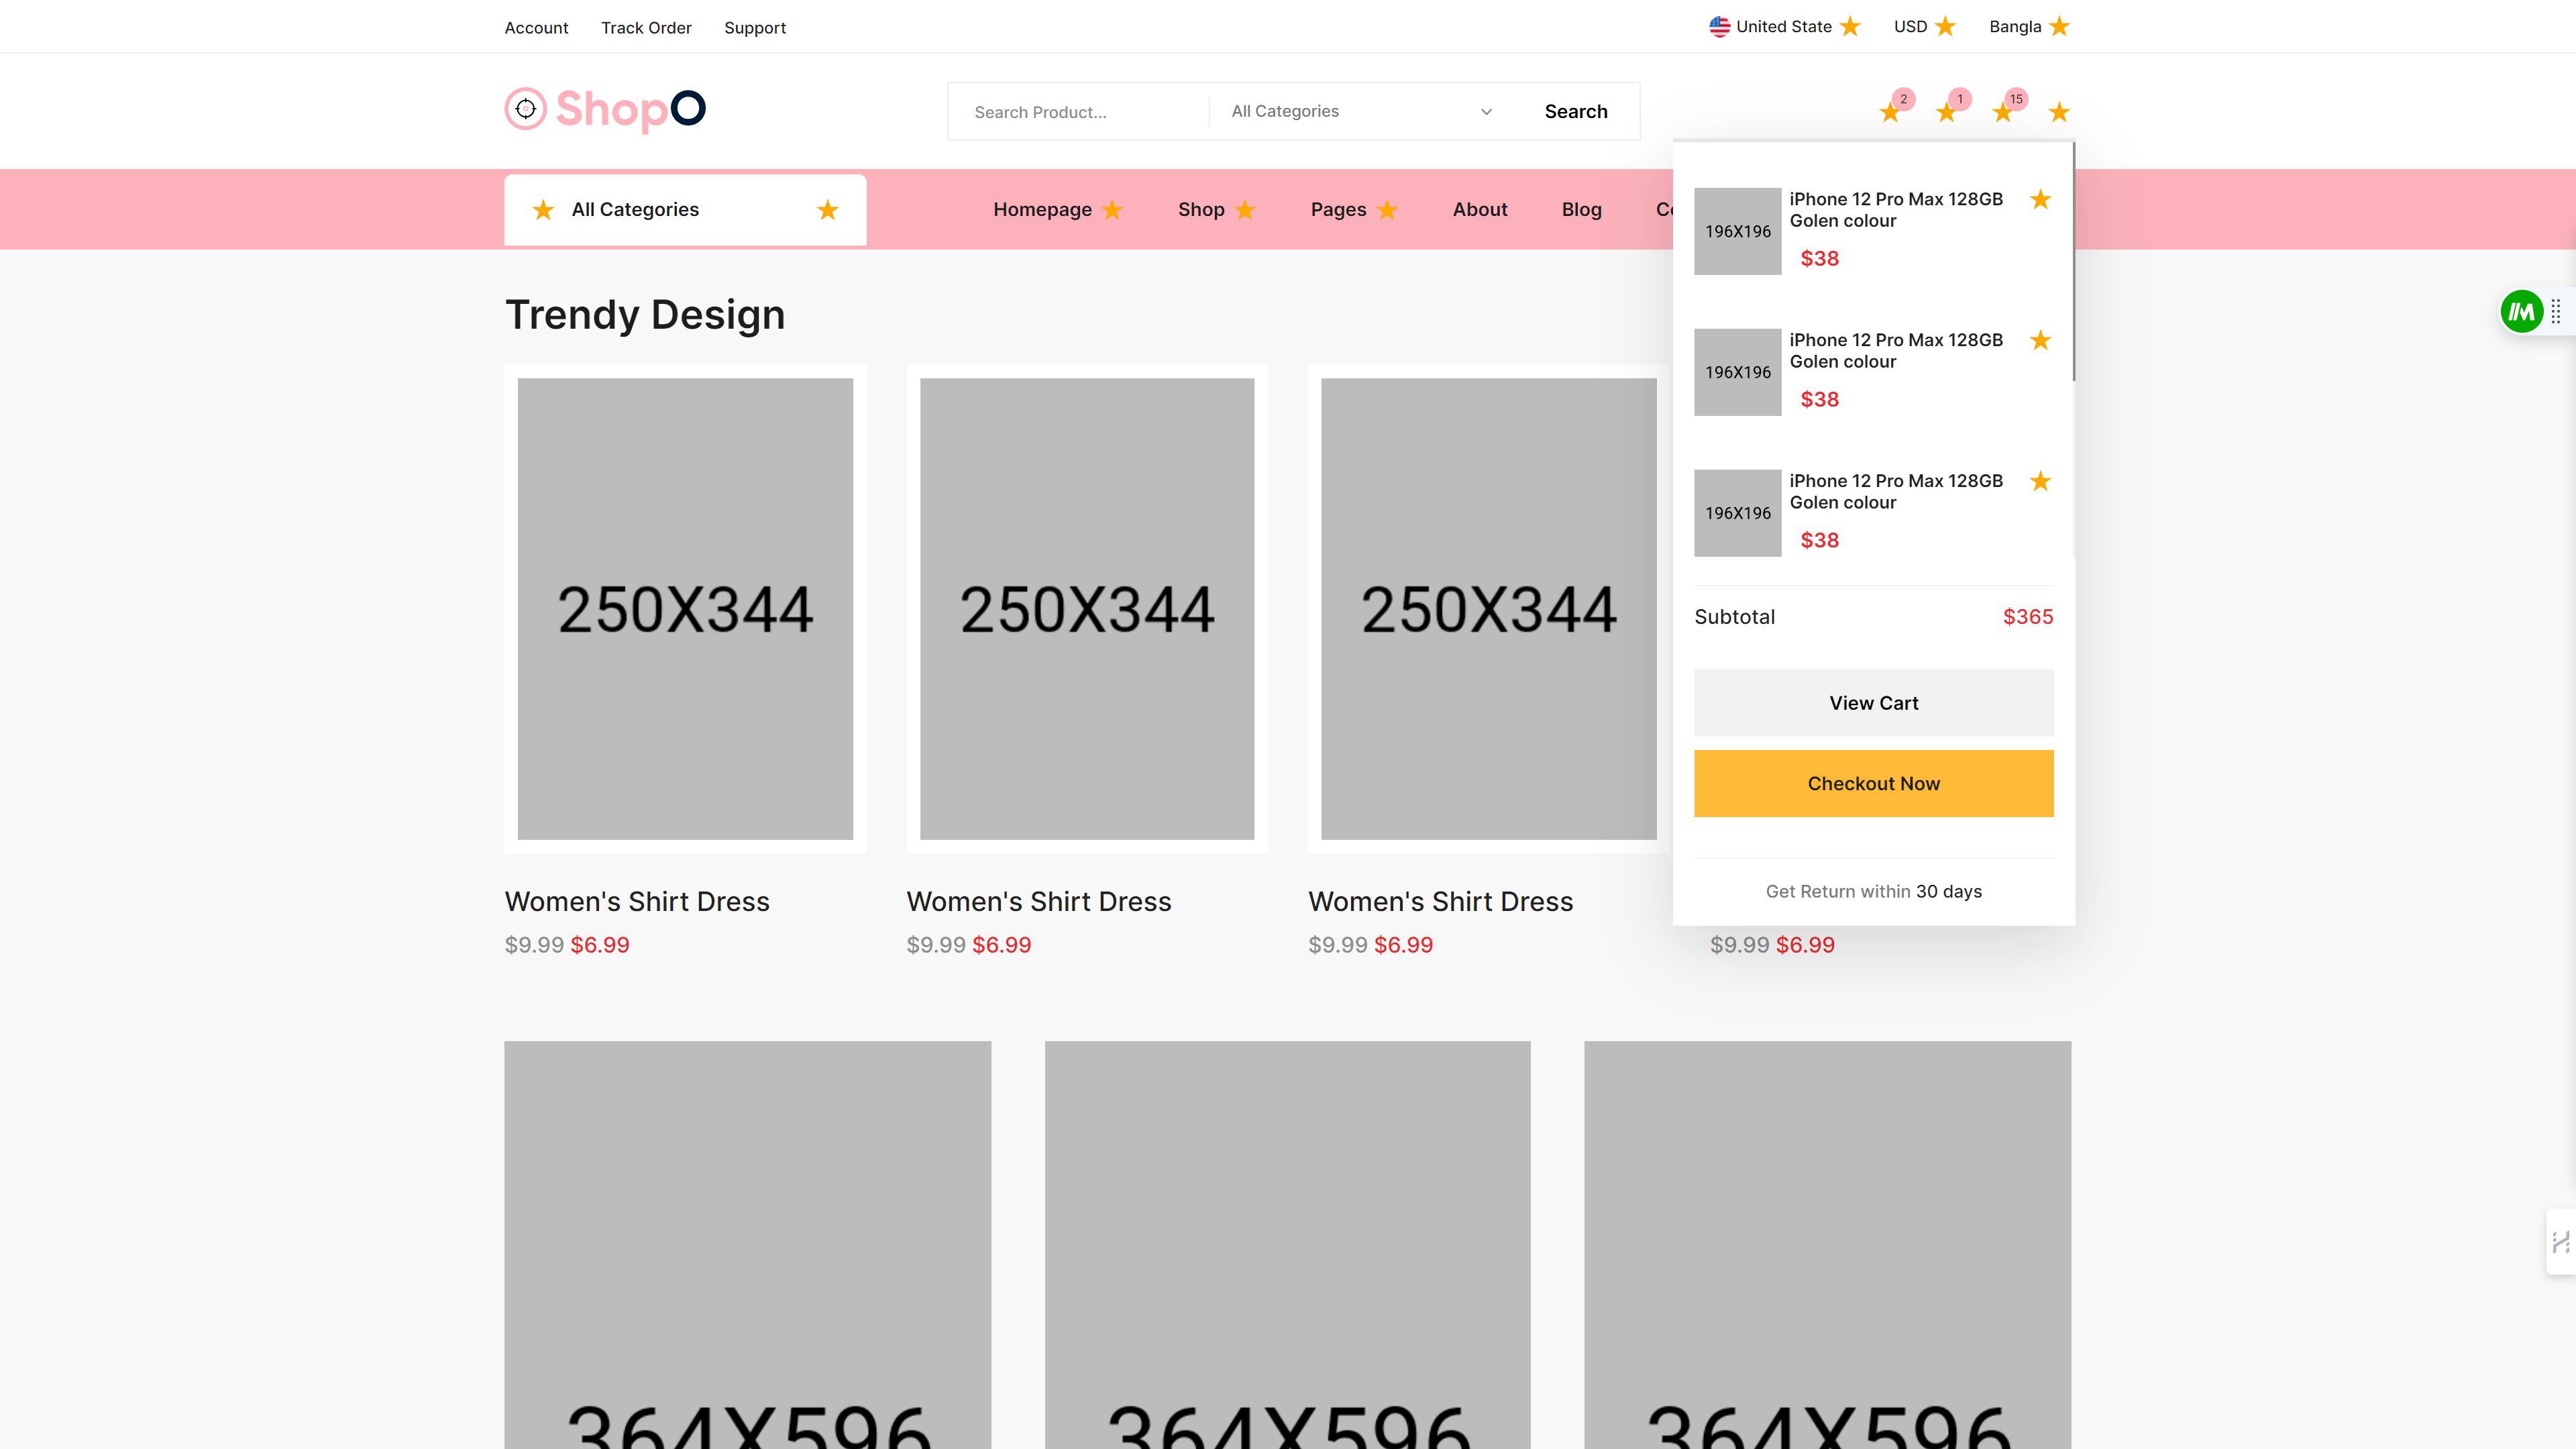 Account Track Order Support United State USD Bangla
ShopO Search Product... All Categories Search 2 1 15
All Categories Homepage Shop Pages About Blog
iPhone 12 Pro Max 128GB
Golen colour
196X196
$38
Trendy Design
iPhone 12 Pro Max 128GB
Golen colour
196X196
$38
iPhone 12 Pro Max 128GB
Golen colour
196X196
$38
250X344 250X344 250X344
Subtotal $365
View Cart
Checkout Now
Get Return within 30 days
Women's Shirt Dress Women's Shirt Dress Women's Shirt Dress
$9.99 $6.99 $9.99 $6.99 $9.99 $6.99 $9.99 $6.99
364X596 364X596 364X596